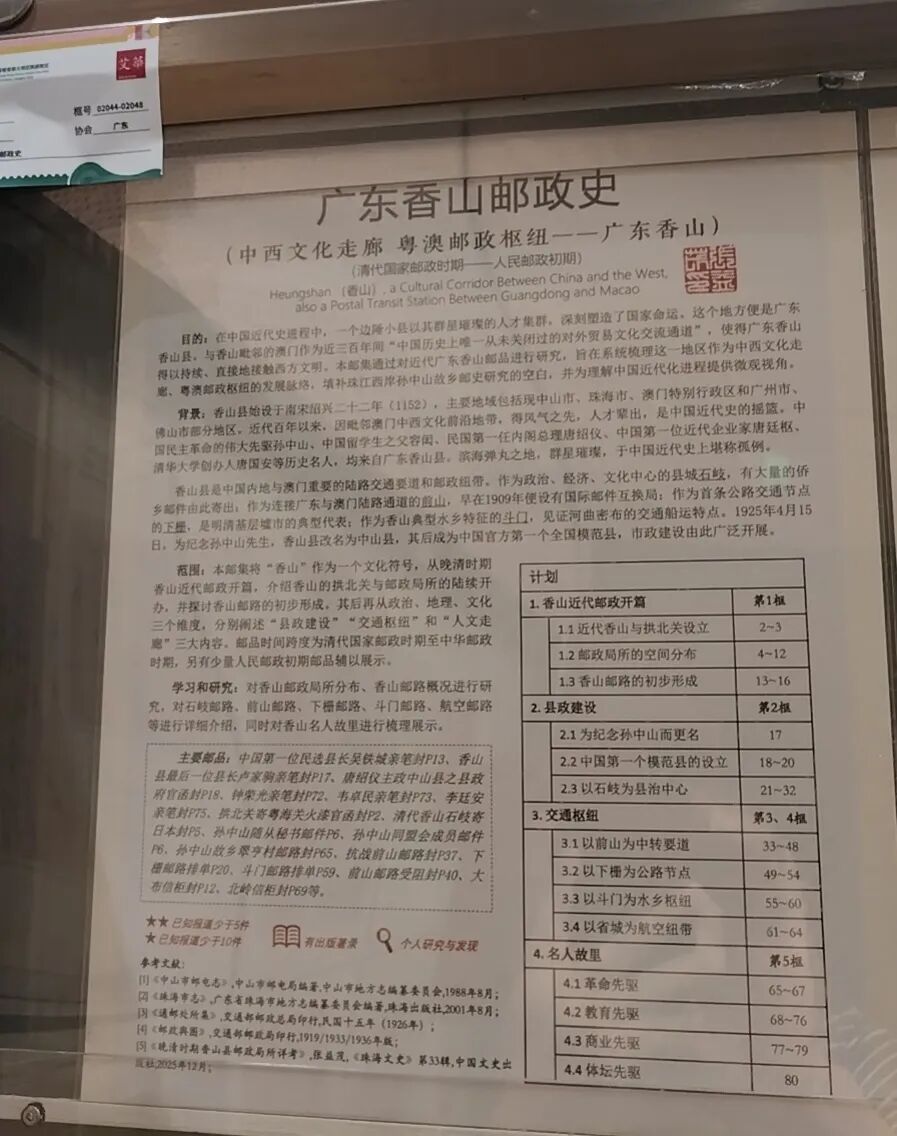 艾華
框号 02044-02048
协会 广东
邮政史
广东香山邮政史
（中西文化走廊 粤澳邮政枢纽——广东香山）
（清代国家邮政时期——人民邮政初期）
Heungshan （香山）, a Cultural Corridor Between China and the West,
also a Postal Transit Station Between Guangdong and Macao
目的：在中国近代史进程中，一个边陲小县以其群星璀璨的人才集群，深刻塑造了国家命运。这个地方便是广东
香山县。与香山毗邻的澳门作为近三百年间“中国历史上唯一从未关闭过的对外贸易文化交流通道”，使得广东香山
得以持续、直接地接触西方文明。本邮集通过对近代广东香山邮品进行研究，旨在系统梳理这一地区作为中西文化走
廊、粤澳邮政枢纽的发展脉络，填补珠江西岸孙中山故乡邮史研究的空白，并为理解中国近代化进程提供微观视角。
背景：香山县始设于南宋绍兴二十二年（1152），主要地域包括现中山市、珠海市、澳门特别行政区和广州市、
佛山市部分地区。近代百年以来，因毗邻澳门中西文化前沿地带，得风气之先，人才辈出，是中国近代史的摇篮。中
国民主革命的伟大先驱孙中山、中国留学生之父容闳、民国第一任内阁总理唐绍仪、中国第一位近代企业家唐廷枢、
清华大学创办人唐国安等历史名人，均来自广东香山县。滨海弹丸之地，群星璀璨，于中国近代史上堪称孤例。
香山县是中国内地与澳门重要的陆路交通要道和邮政纽带。作为政治、经济、文化中心的县城石岐，有大量的侨
乡邮件由此寄出；作为连接广东与澳门陆路通道的前山，早在1909年便设有国际邮件互换局；作为首条公路交通节点
的下栅，是明清基层墟市的典型代表；作为香山典型水乡特征的斗门，见证河曲密布的交通船运特点。1925年4月15
日，为纪念孙中山先生，香山县改名为中山县，其后成为中国官方第一个全国模范县，市政建设由此广泛开展。
范围：本邮集将“香山”作为一个文化符号，从晚清时期
香山近代邮政开篇，介绍香山的拱北关与邮政局所的陆续开
办，并探讨香山邮路的初步形成。其后再从政治、地理、文化
三个维度，分别阐述“县政建设”“交通枢纽”和“人文走
廊”三大内容。邮品时间跨度为清代国家邮政时期至中华邮政
时期，另有少量人民邮政初期邮品辅以展示。
学习和研究：对香山邮政局所分布、香山邮路概况进行研
究，对石岐邮路、前山邮路、下栅邮路、斗门邮路、航空邮路
等进行详细介绍，同时对香山名人故里进行梳理展示。
主要邮品：中国第一位民选县长吴铁城亲笔封P13、香山
县最后一位县长卢家驹亲笔封P17、唐绍仪主政中山县之县政
府官函封P18、钟荣光亲笔封P72、韦卓民亲笔封P73、李廷安
亲笔封P75、拱北关寄粤海关火漆官函封P2、清代香山石岐寄
日本封P5、孙中山随从秘书邮件P6、孙中山同盟会成员邮件
P6、孙中山故乡翠亨村邮路封P65、抗战前山邮路封P37、下
栅邮路排单P20、斗门邮路排单P59、前山邮路受阻封P40、大
布信柜封P12、北岭信柜封P69等。
★★已知报道少于5件
★已知报道少于10件
有出版著录
个人研究与发现
参考文献：
[1]《中山市邮电志》,中山市邮电局编著,中山市地方志编纂委员会,1988年8月；
[2]《珠海市志》,广东省珠海市地方志编纂委员会编著,珠海出版社,2001年8月；
[3]《通邮处所集》,交通部邮政总局印行,民国十五年（1926年）；
[4]《邮政舆图》,交通部邮政局印行,1919/1933/1936年版；
[5]《晚清时期香山县邮政局所详考》,张益茂,《珠海文史》第33辑,中国文史出
版社,2025年12月；
计划
1. 香山近代邮政开篇 第1框
1.1 近代香山与拱北关设立 2~3
1.2 邮政局所的空间分布 4~12
1.3 香山邮路的初步形成 13~16
2. 县政建设 第2框
2.1 为纪念孙中山而更名 17
2.2 中国第一个模范县的设立 18~20
2.3 以石岐为县治中心 21~32
3. 交通枢纽 第3、4框
3.1 以前山为中转要道 33~48
3.2 以下栅为公路节点 49~54
3.3 以斗门为水乡枢纽 55~60
3.4 以省城为航空纽带 61~64
4. 名人故里 第5框
4.1 革命先驱 65~67
4.2 教育先驱 68~76
4.3 商业先驱 77~79
4.4 体坛先驱 80